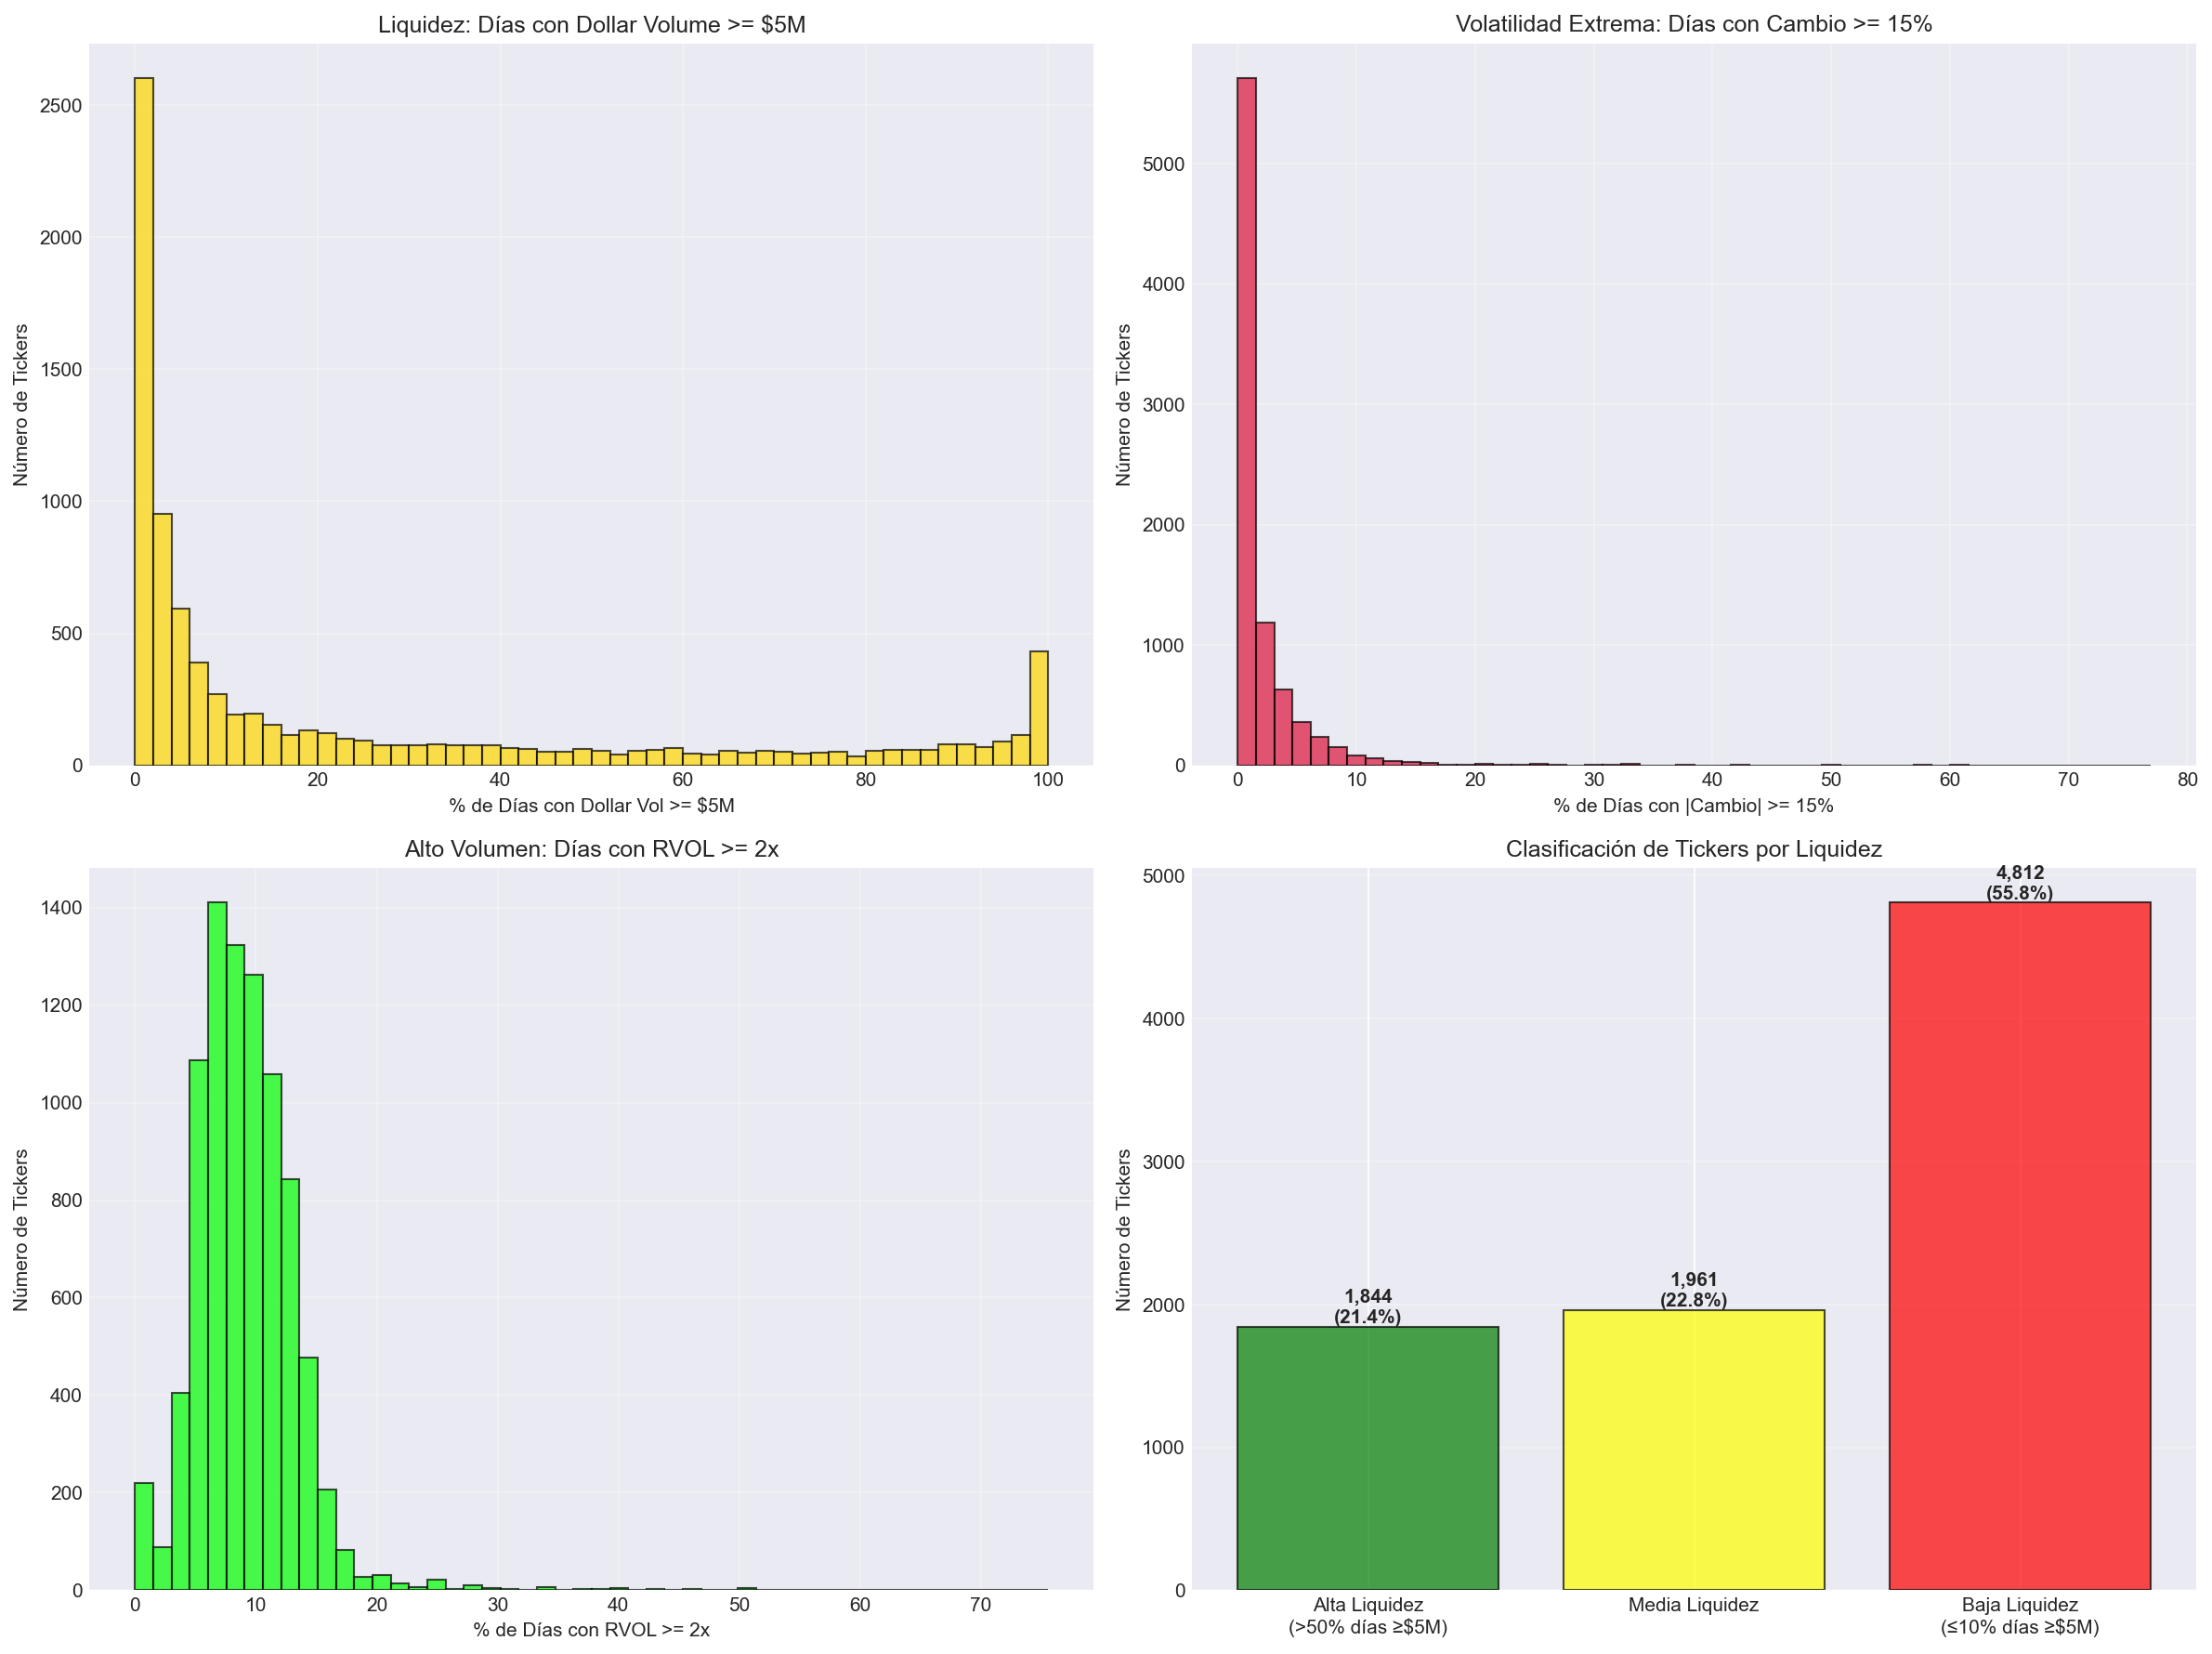 Liquidez: Días con Dollar Volume >= $5M
Número de Tickers
2500
2000
1500
1000
500
0
0 20 40 60 80 100
% de Días con Dollar Vol >= $5M
Volatilidad Extrema: Días con Cambio >= 15%
Número de Tickers
5000
4000
3000
2000
1000
0
0 10 20 30 40 50 60 70 80
% de Días con |Cambio| >= 15%
Alto Volumen: Días con RVOL >= 2x
Número de Tickers
1400
1200
1000
800
600
400
200
0
0 10 20 30 40 50 60 70
% de Días con RVOL >= 2x
Clasificación de Tickers por Liquidez
Número de Tickers
5000
4000
3000
2000
1000
0
1,844
(21.4%)
1,961
(22.8%)
4,812
(55.8%)
Alta Liquidez
(>50% días ≥$5M)
Media Liquidez
Baja Liquidez
(≤10% días ≥$5M)